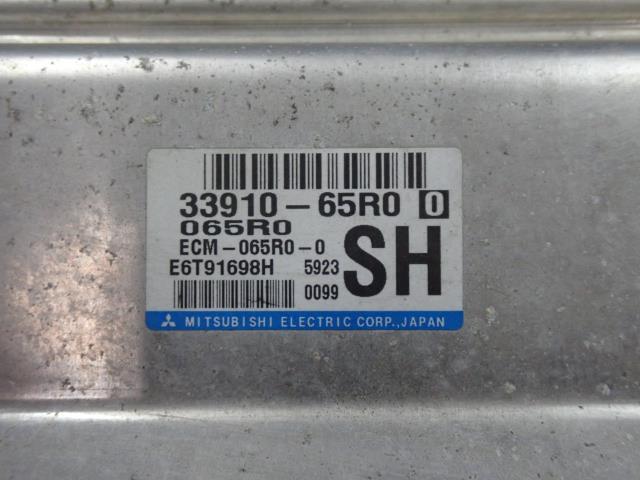 33910-65R0 0
065R0
ECM-065R0-0
E6T91698H 5923 SH
0099
MITSUBISHI ELECTRIC CORP.,JAPAN